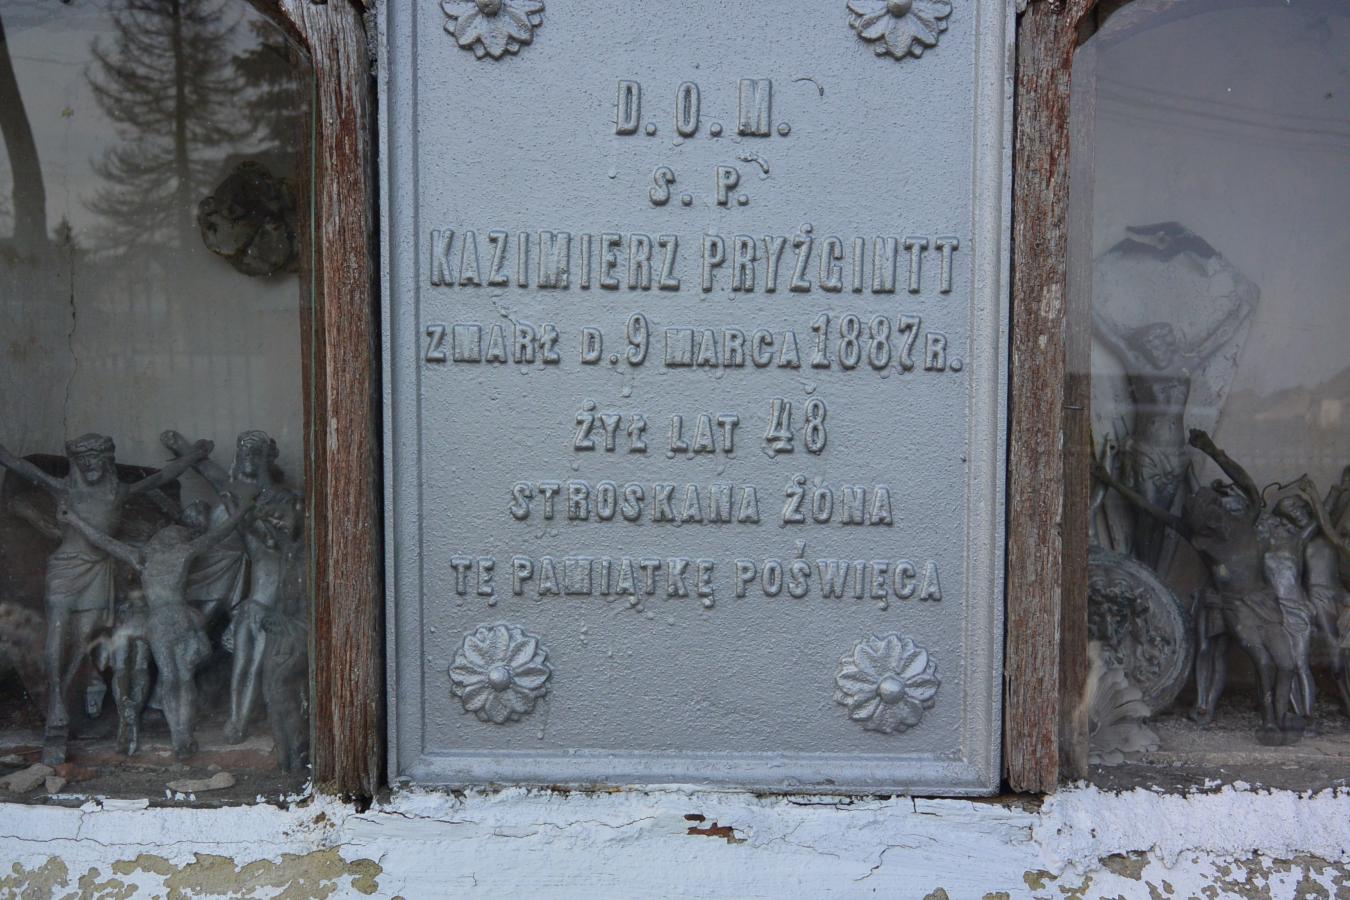 D. O. M.
S. P.
KAZIMIERZ PRYŻGINTT
ZMARŁ D. 9 MARCA 1887 R.
ŻYŁ LAT 48
STROSKANA ŻONA
TĘ PAMIĄTKĘ POŚWIĘCA